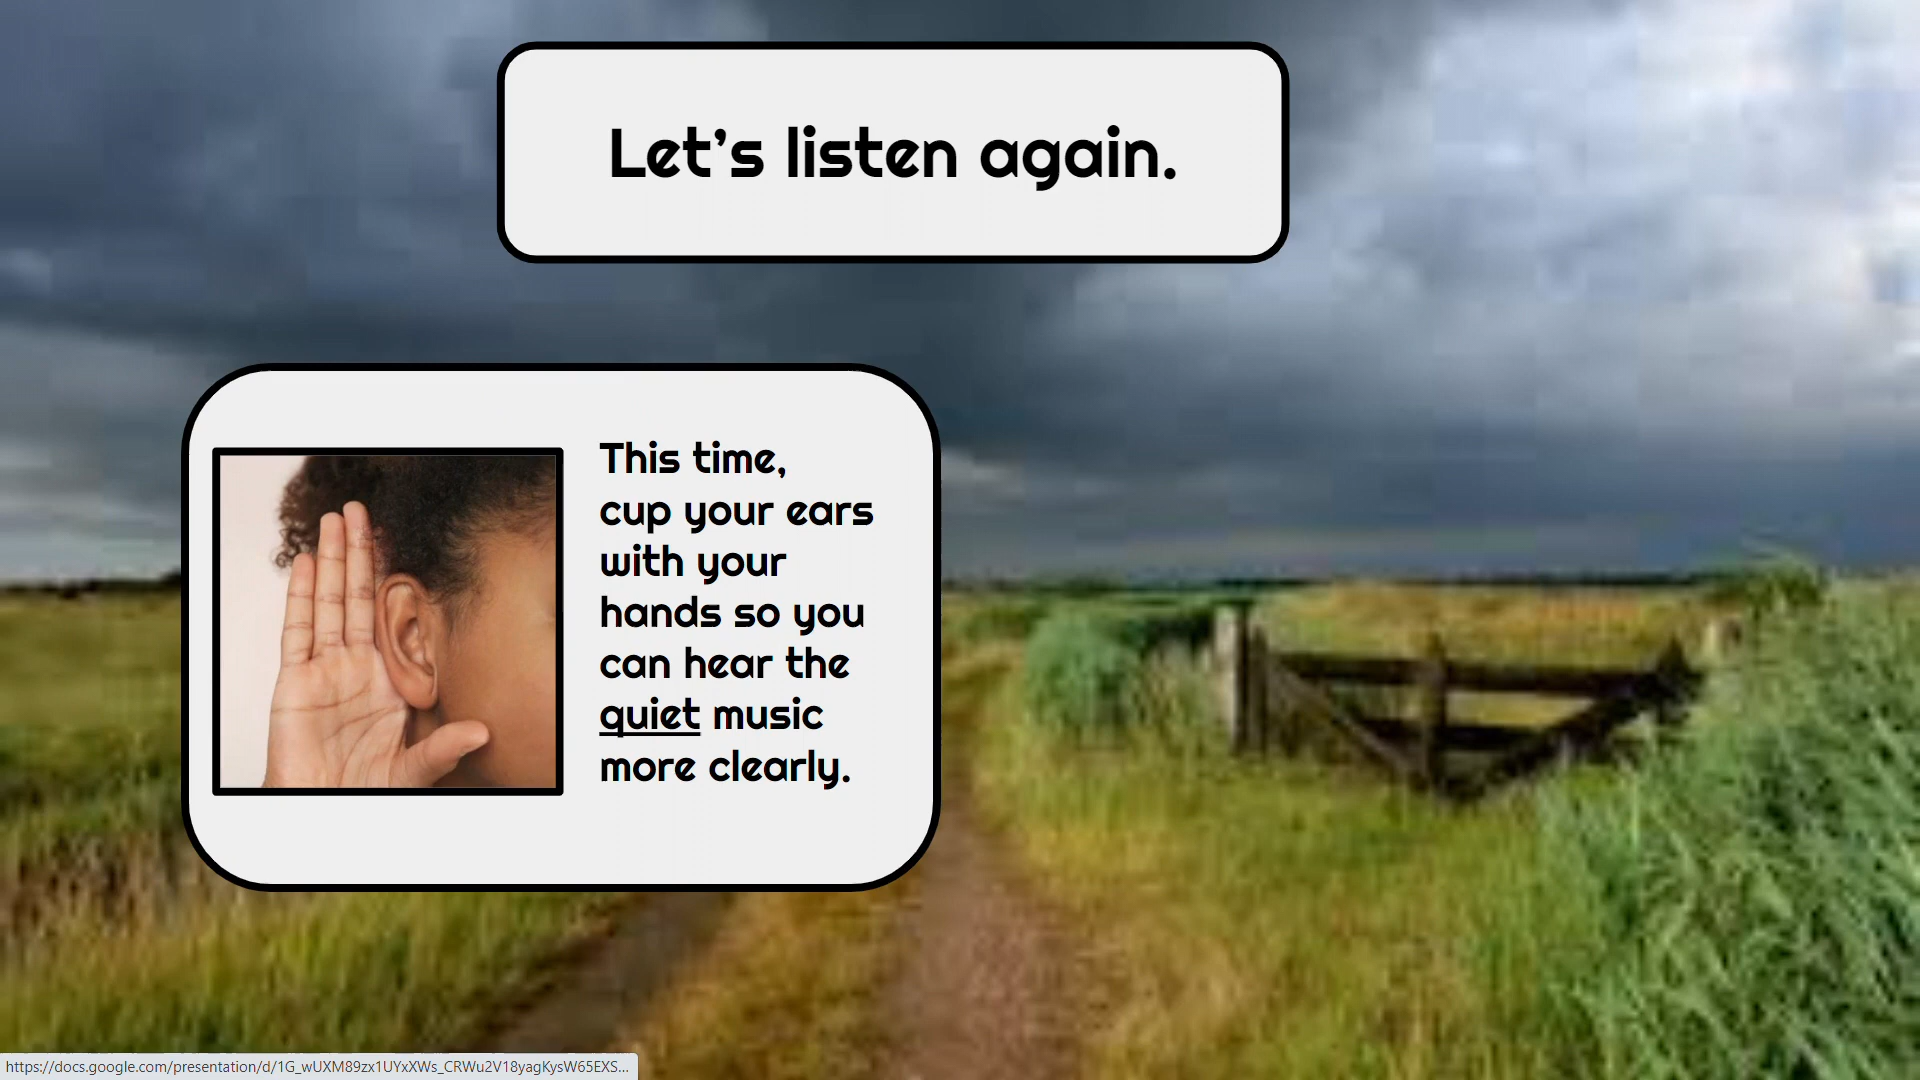 Let's listen again.
This time,
cup your ears
with your
hands so you
can hear the
quiet music
more clearly.
https://docs.google.com/presentation/d/1G_wUXM89zx1UYxXWs_CRWu2V18yagKysW65EXS...